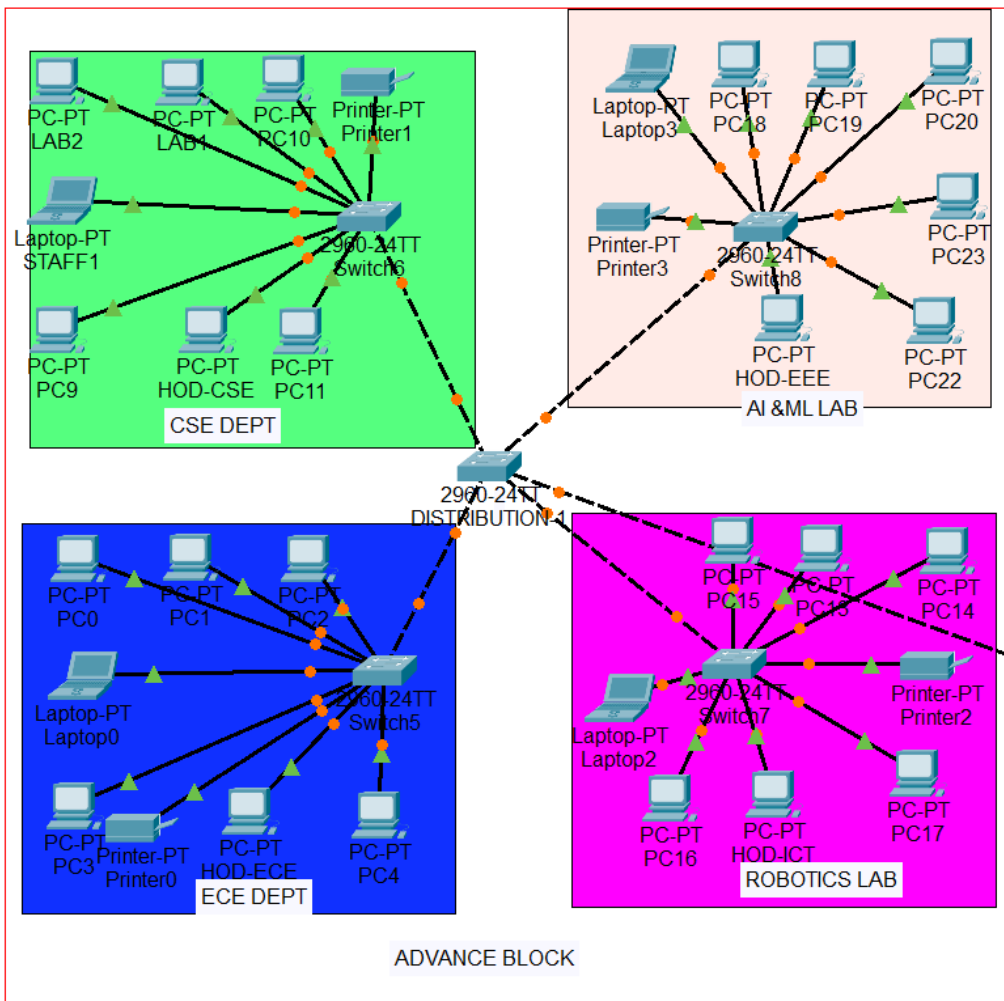 PC-PT
LAB2
PC-PT
LAB1
PC-PT
PC10
Printer-PT
Printer1
Laptop-PT
STAFF1
2960-24TT
Switch6
PC-PT
PC9
PC-PT
HOD-CSE
PC-PT
PC11
CSE DEPT
Laptop-PT
Laptop3
PC-PT
PC18
PC-PT
PC19
PC-PT
PC20
Printer-PT
Printer3
2960-24TT
Switch8
PC-PT
PC23
PC-PT
HOD-EEE
PC-PT
PC22
AI &ML LAB
2960-24TT
DISTRIBUTION-1
PC-PT
PC0
PC-PT
PC1
PC-PT
PC2
Laptop-PT
Laptop0
2960-24TT
Switch5
PC-PT
PC3
Printer-PT
Printer0
PC-PT
HOD-ECE
PC-PT
PC4
ECE DEPT
PC-PT
PC15
PC-PT
PC13
PC-PT
PC14
Laptop-PT
Laptop2
2960-24TT
Switch7
Printer-PT
Printer2
PC-PT
PC16
PC-PT
HOD-ICT
PC-PT
PC17
ROBOTICS LAB
ADVANCE BLOCK